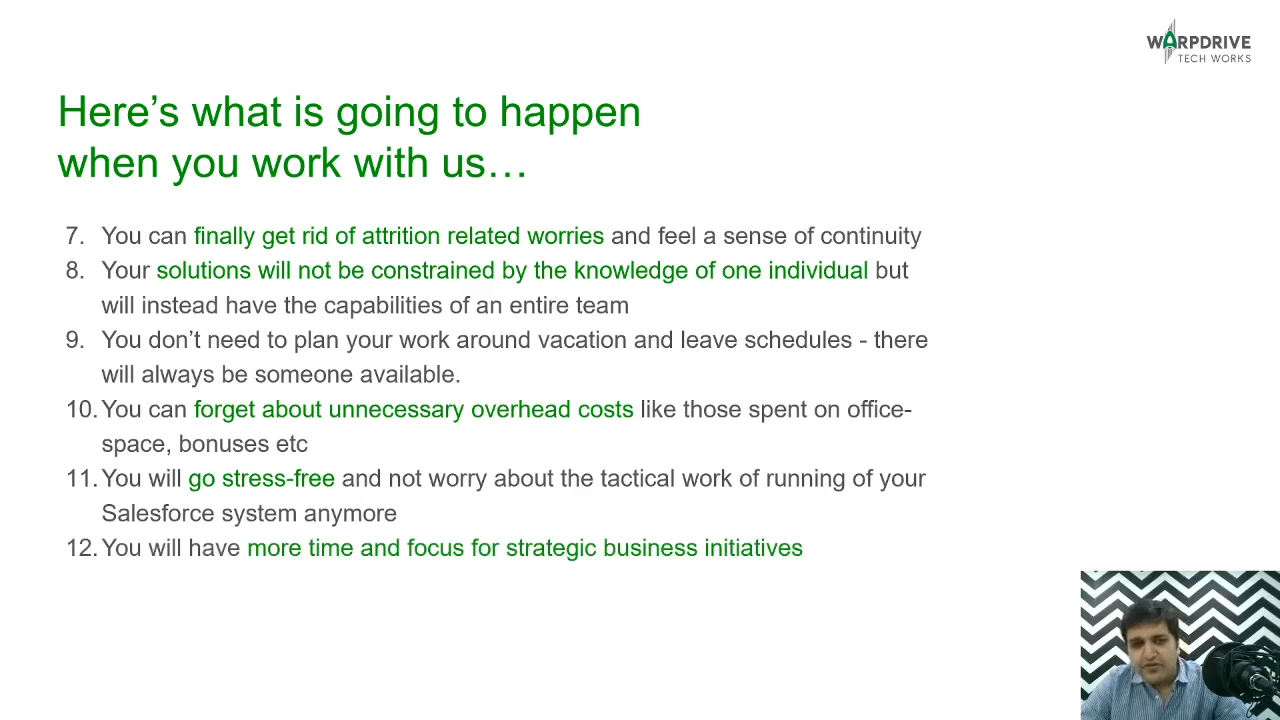 WARPDRIVE
TECH WORKS
Here’s what is going to happen
when you work with us…
7. You can finally get rid of attrition related worries and feel a sense of continuity
8. Your solutions will not be constrained by the knowledge of one individual but
will instead have the capabilities of an entire team
9. You don’t need to plan your work around vacation and leave schedules - there
will always be someone available.
10. You can forget about unnecessary overhead costs like those spent on office-
space, bonuses etc
11. You will go stress-free and not worry about the tactical work of running of your
Salesforce system anymore
12. You will have more time and focus for strategic business initiatives